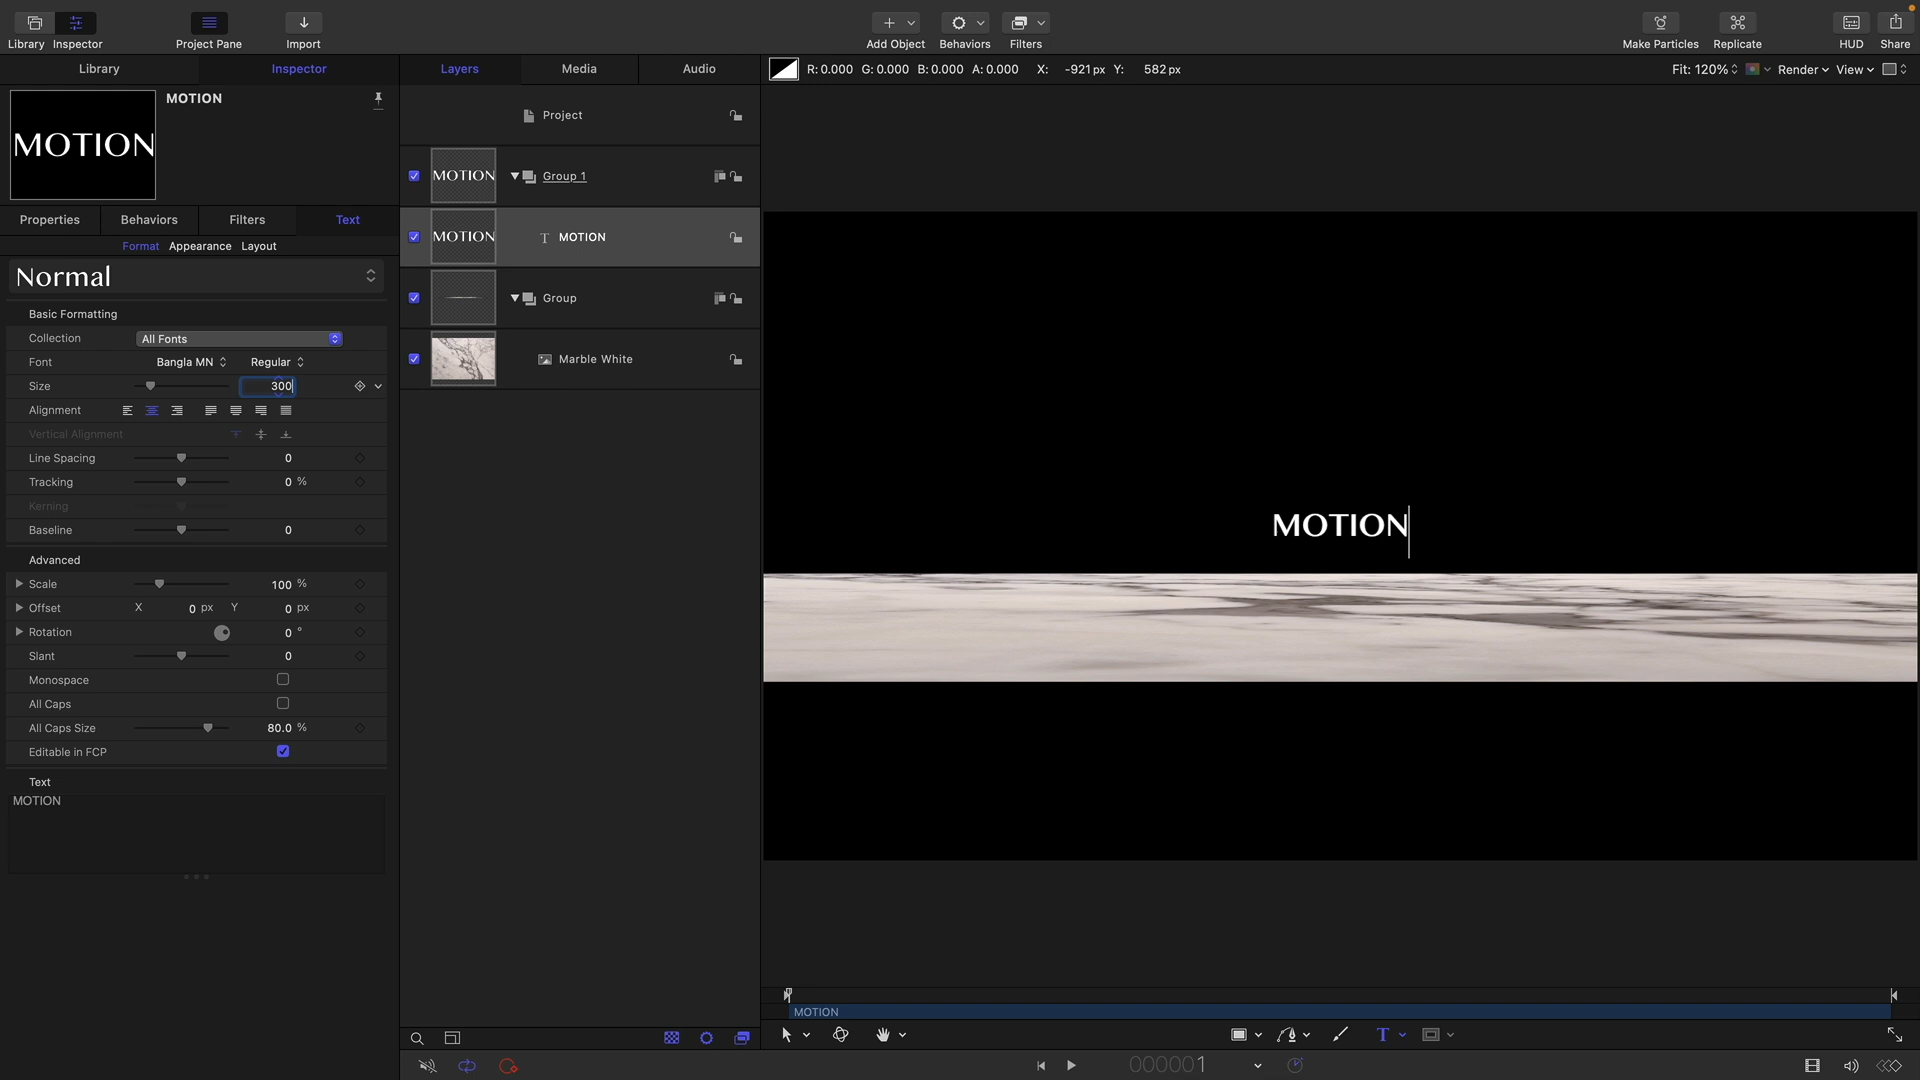 Library Inspector Project Pane Import Add Object Behaviors Filters Make Particles Replicate HUD Share
Library Inspector Layers Media Audio R: 0.000 G: 0.000 B: 0.000 A: 0.000 X: -921 px Y: 582 px Fit: 120% Render View
MOTION
MOTION
Project
MOTION Group 1
Properties Behaviors Filters Text
Format Appearance Layout
MOTION MOTION
Normal
Group
Basic Formatting
Collection All Fonts
Font Bangla MN Regular
Marble White
Size 300
Alignment
Vertical Alignment
Line Spacing 0
Tracking 0 %
Kerning
Baseline 0
MOTION
Advanced
Scale 100 %
Offset X 0 px Y 0 px
Rotation 0 °
Slant 0
Monospace
All Caps
All Caps Size 80.0 %
Editable in FCP
Text
MOTION
MOTION
T
000001